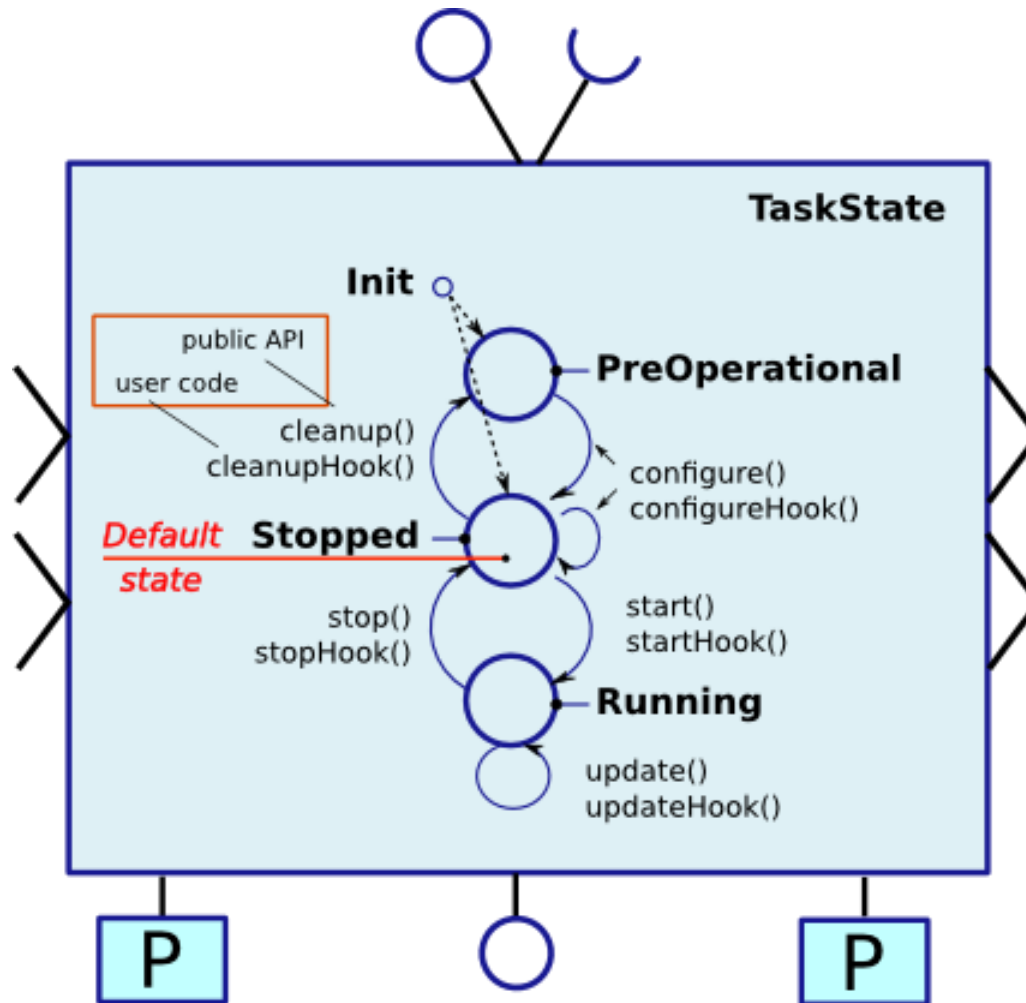 TaskState
Init
public API
user code
PreOperational
cleanup()
cleanupHook()
configure()
configureHook()
Default
state
Stopped
stop()
stopHook()
start()
startHook()
Running
update()
updateHook()
P
P